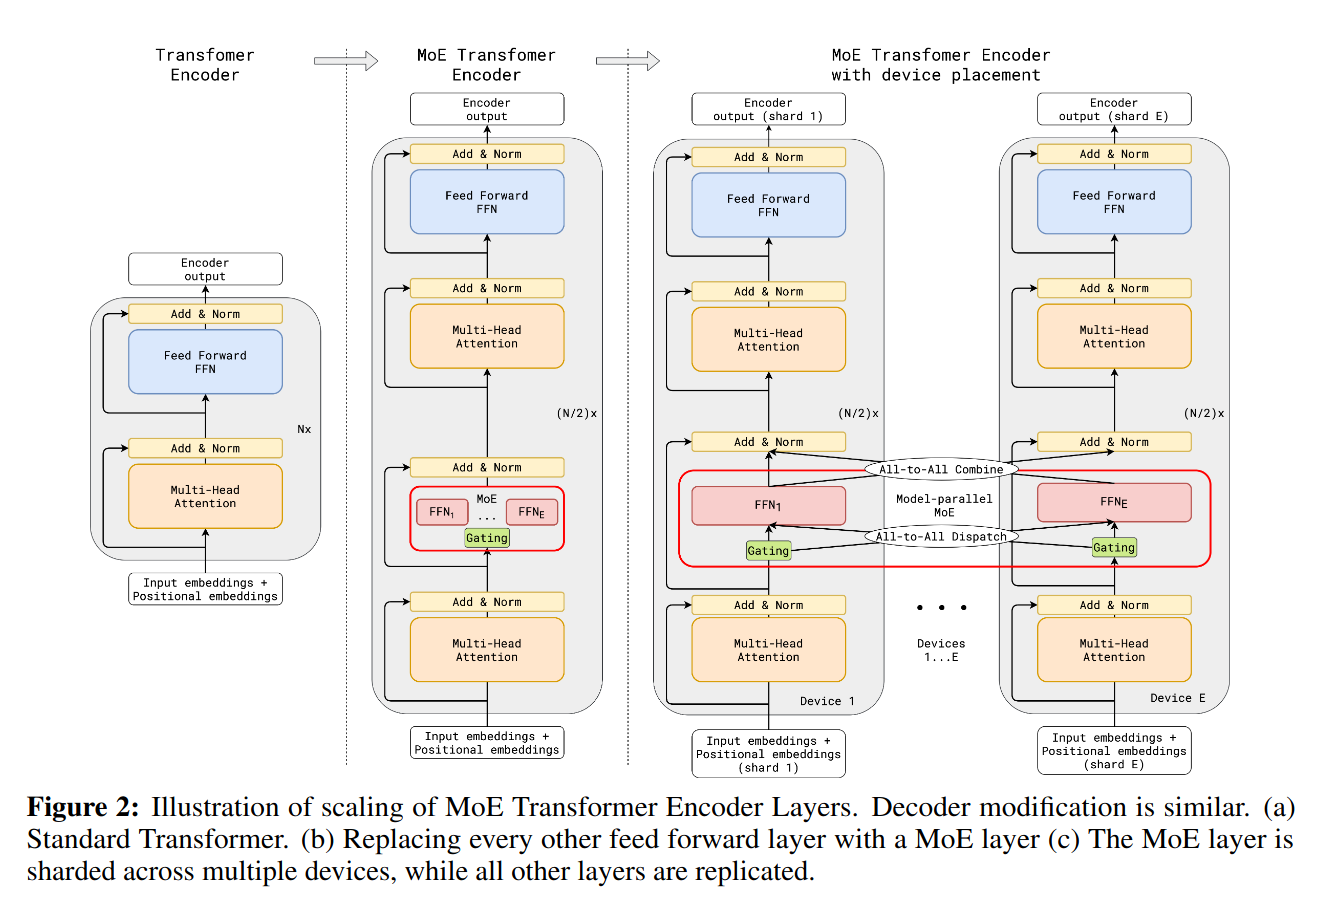 Transfomer
Encoder
MoE Transfomer
Encoder
MoE Transfomer Encoder
with device placement
Encoder
output
Add & Norm
Feed Forward
FFN
Add & Norm
Multi-Head
Attention
Nx
Input embeddings +
Positional embeddings
Encoder
output
Add & Norm
Feed Forward
FFN
Add & Norm
Multi-Head
Attention
(N/2)x
Add & Norm
MoE
FFN1 ... FFNE
Gating
Add & Norm
Multi-Head
Attention
Input embeddings +
Positional embeddings
Encoder
output (shard 1)
Add & Norm
Feed Forward
FFN
Add & Norm
Multi-Head
Attention
(N/2)x
Add & Norm
FFN1
Gating
Add & Norm
Multi-Head
Attention
Device 1
Input embeddings +
Positional embeddings
(shard 1)
All-to-All Combine
Model-parallel
MoE
All-to-All Dispatch
Devices
1...E
Encoder
output (shard E)
Add & Norm
Feed Forward
FFN
Add & Norm
Multi-Head
Attention
(N/2)x
Add & Norm
FFNE
Gating
Add & Norm
Multi-Head
Attention
Device E
Input embeddings +
Positional embeddings
(shard E)
Figure 2: Illustration of scaling of MoE Transformer Encoder Layers. Decoder modification is similar. (a)
Standard Transformer. (b) Replacing every other feed forward layer with a MoE layer (c) The MoE layer is
sharded across multiple devices, while all other layers are replicated.